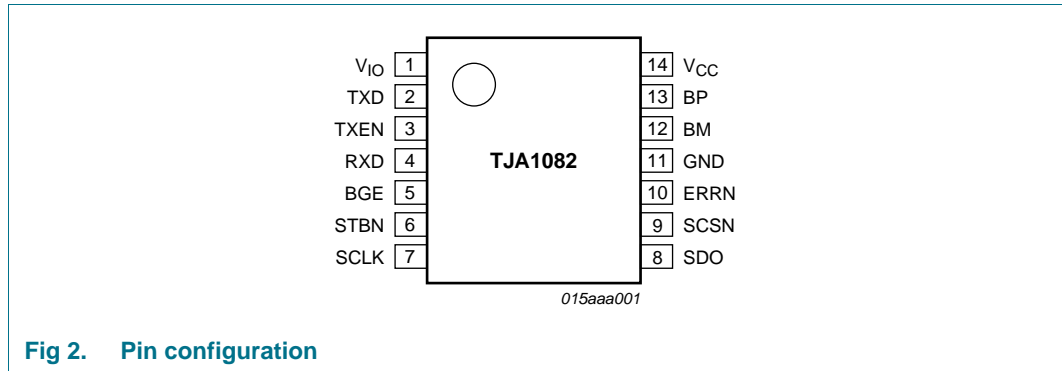 VIO 1 14 VCC
TXD 2 13 BP
TXEN 3 12 BM
RXD 4 TJA1082 11 GND
BGE 5 10 ERRN
STBN 6 9 SCSN
SCLK 7 8 SDO
015aaa001
Fig 2. Pin configuration